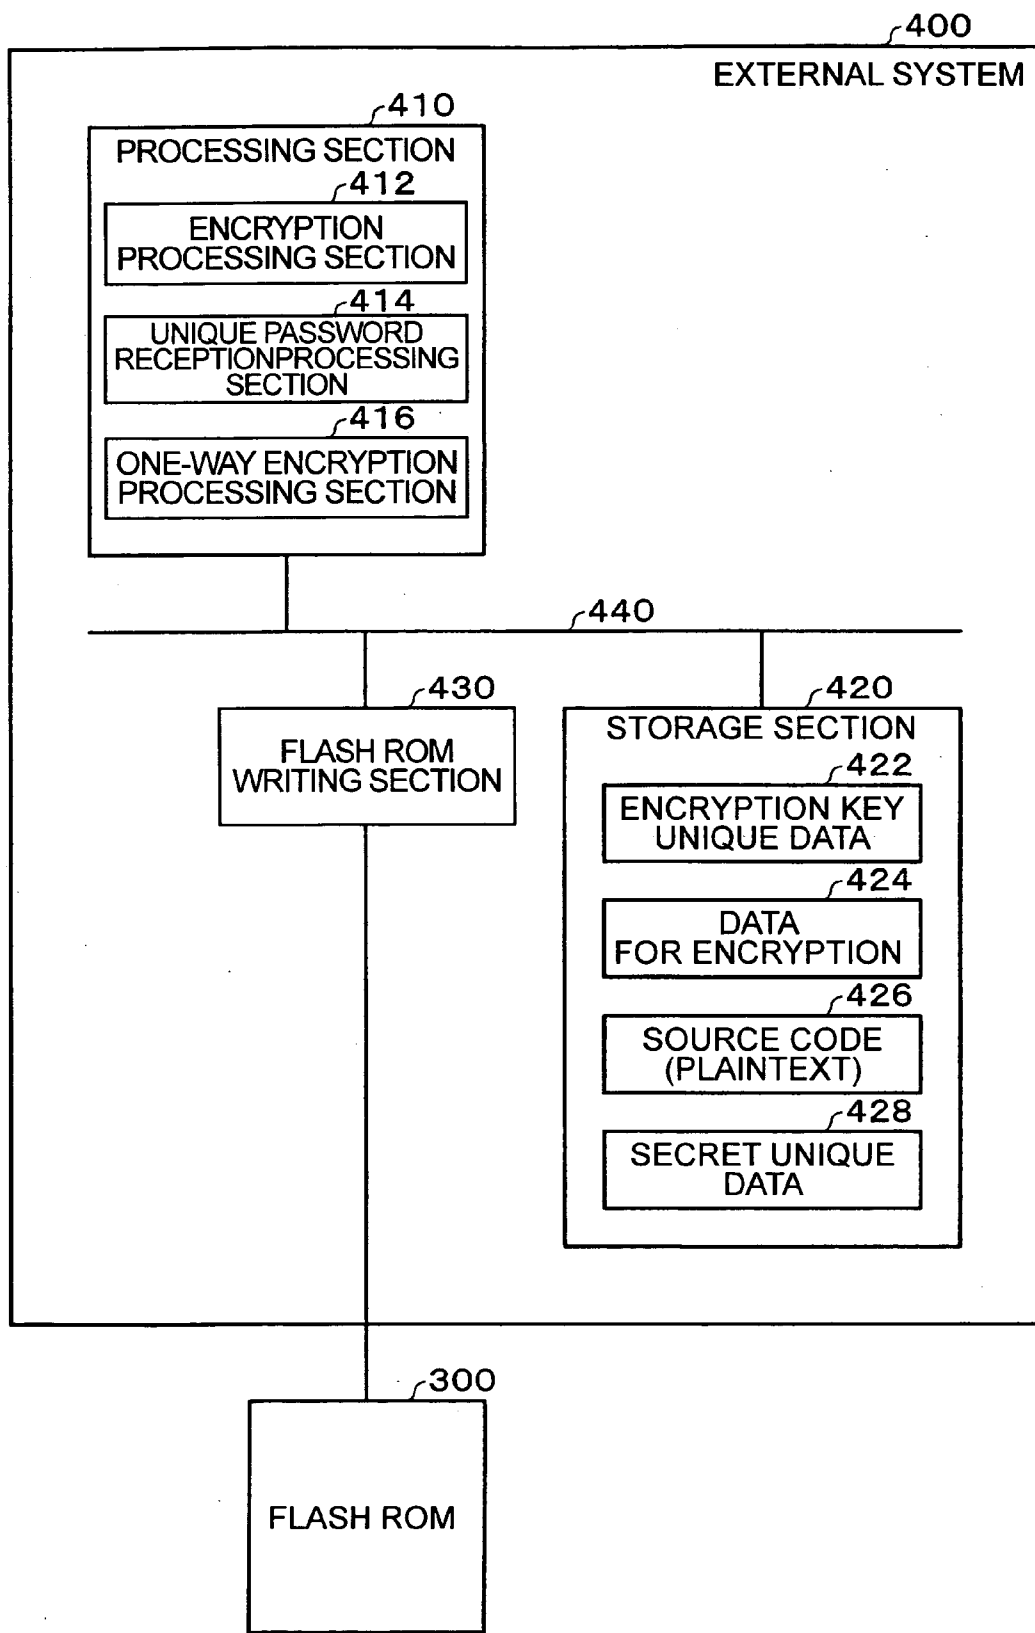 400
EXTERNAL SYSTEM
410
PROCESSING SECTION
412
ENCRYPTION
PROCESSING SECTION
414
UNIQUE PASSWORD
RECEPTIONPROCESSING
SECTION
416
ONE-WAY ENCRYPTION
PROCESSING SECTION
440
430
FLASH ROM
WRITING SECTION
420
STORAGE SECTION
422
ENCRYPTION KEY
UNIQUE DATA
424
DATA
FOR ENCRYPTION
426
SOURCE CODE
(PLAINTEXT)
428
SECRET UNIQUE
DATA
300
FLASH ROM